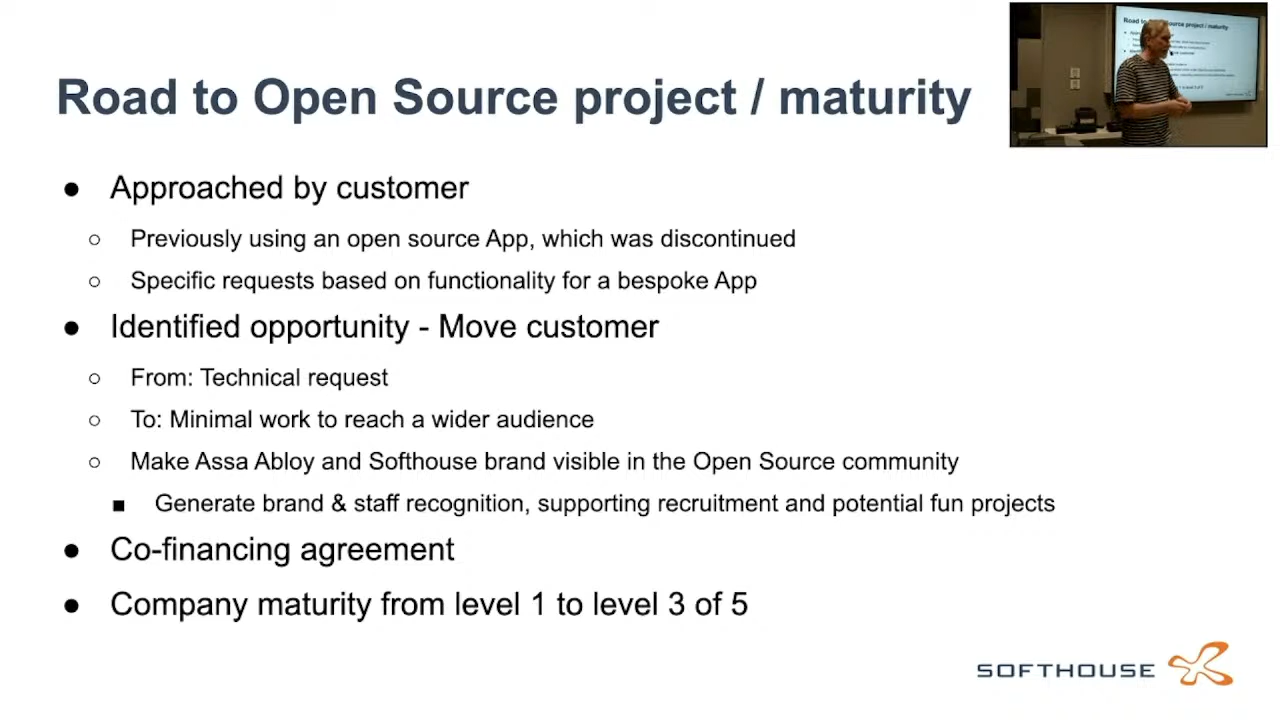 Road to Open Source project / maturity
● Approached by customer
○ Previously using an open source App, which was discontinued
○ Specific requests based on functionality for a bespoke App
● Identified opportunity - Move customer
○ From: Technical request
○ To: Minimal work to reach a wider audience
○ Make Assa Abloy and Softhouse brand visible in the Open Source community
■ Generate brand & staff recognition, supporting recruitment and potential fun projects
● Co-financing agreement
● Company maturity from level 1 to level 3 of 5
SOFTHOUSE